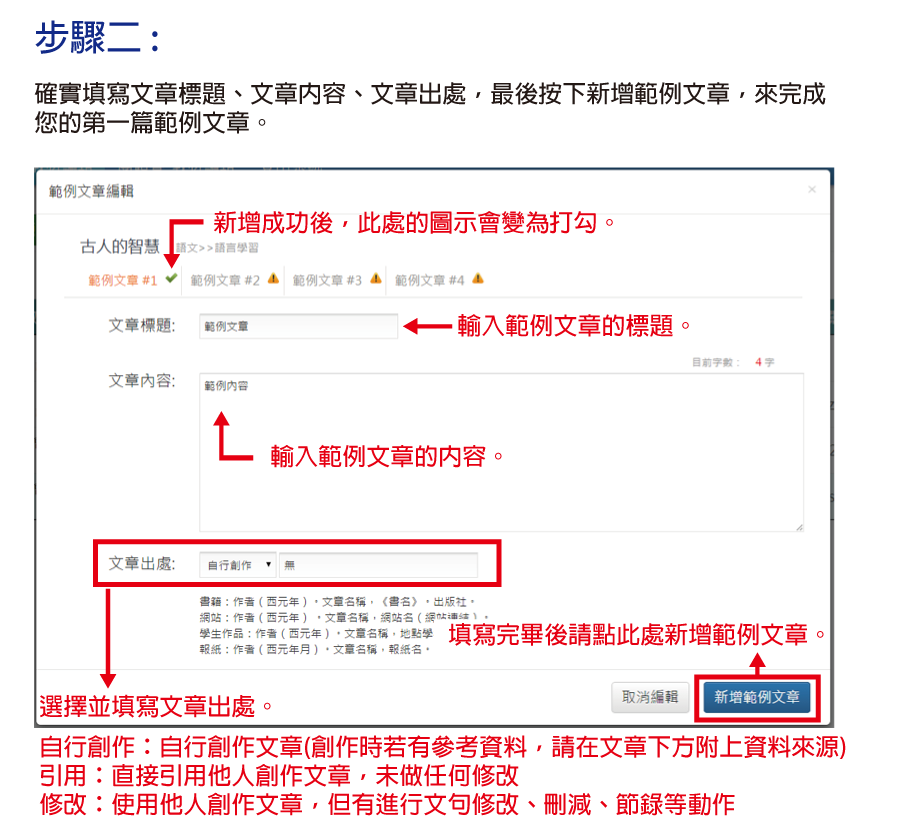 步驟二：
確實填寫文章標題、文章內容、文章出處，最後按下新增範例文章，來完成
您的第一篇範例文章。
範例文章編輯 ×
新增成功後，此處的圖示會變為打勾。
古人的智慧 語文>>語言學習
範例文章 #1 範例文章 #2 範例文章 #3 範例文章 #4
文章標題: 範例文章 輸入範例文章的標題。
目前字數： 4 字
文章內容: 範例內容
輸入範例文章的內容。
文章出處: 自行創作 無
書籍：作者（西元年），文章名稱，《書名》，出版社。
網站：作者（西元年），文章名稱，網站名（網站連結）。
學生作品：作者（西元年），文章名稱，地點學
報紙：作者（西元年月），文章名稱，報紙名。
填寫完畢後請點此處新增範例文章。
取消編輯 新增範例文章
選擇並填寫文章出處。
自行創作：自行創作文章(創作時若有參考資料，請在文章下方附上資料來源)
引用：直接引用他人創作文章，未做任何修改
修改：使用他人創作文章，但有進行文句修改、刪減、節錄等動作